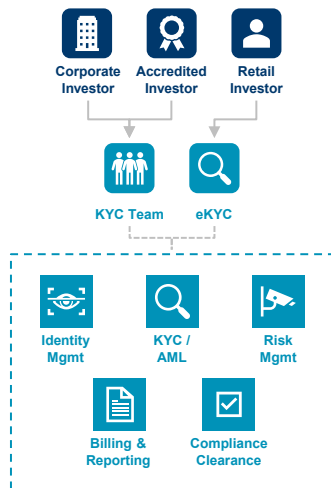 Corporate Investor
Accredited Investor
Retail Investor
KYC Team
eKYC
Identity Mgmt
KYC / AML
Risk Mgmt
Billing & Reporting
Compliance Clearance